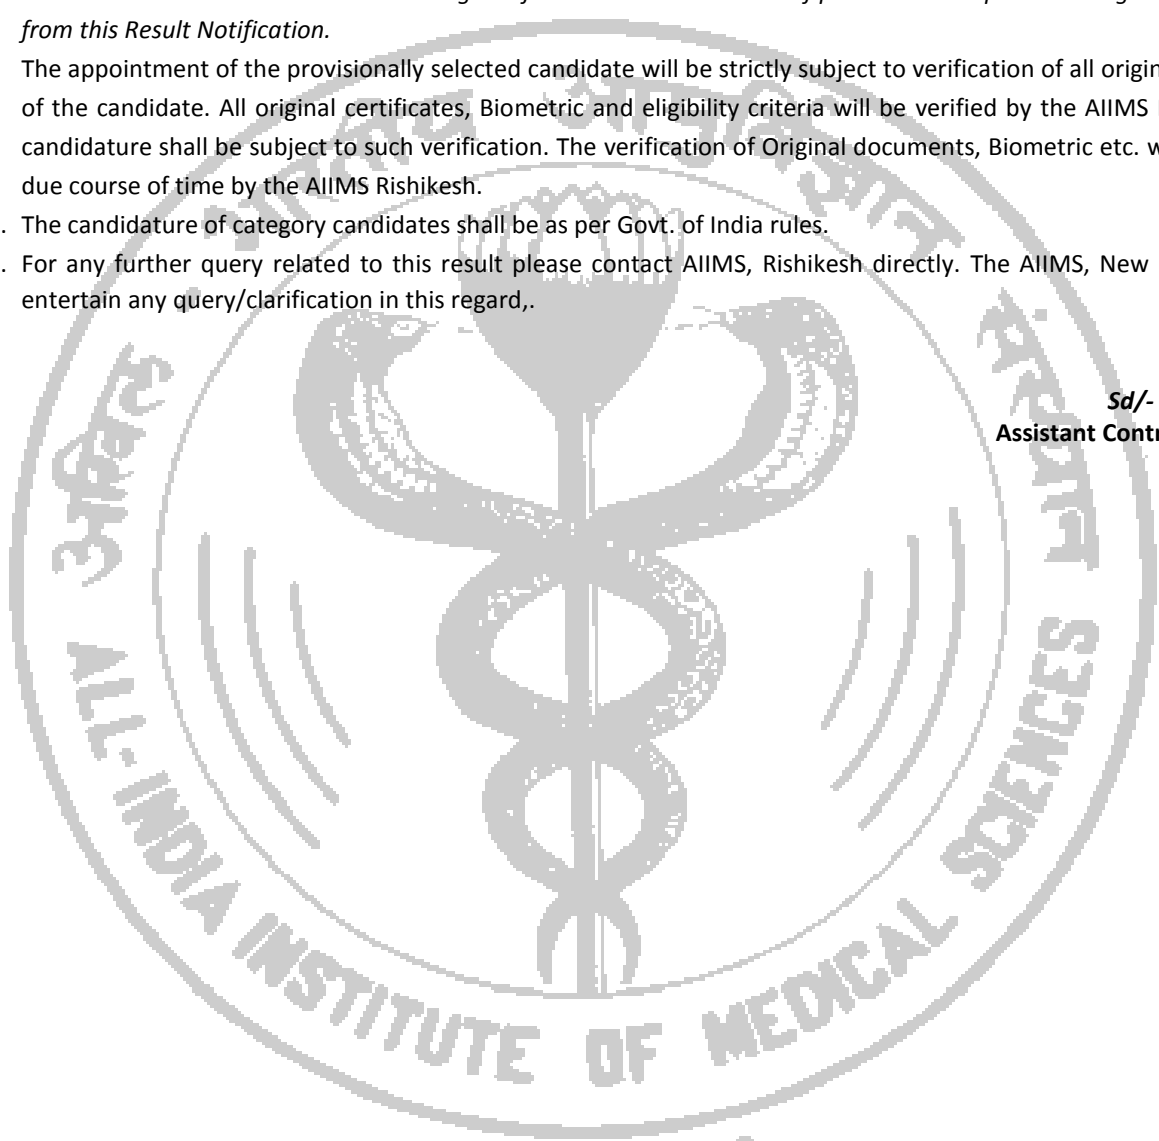 from this Result Notification.
The appointment of the provisionally selected candidate will be strictly subject to verification of all origin
of the candidate. All original certificates, Biometric and eligibility criteria will be verified by the AIIMS
candidature shall be subject to such verification. The verification of Original documents, Biometric etc. w
due course of time by the AIIMS Rishikesh.
. The candidature of category candidates shall be as per Govt. of India rules.
. For any further query related to this result please contact AIIMS, Rishikesh directly. The AIIMS, New
entertain any query/clarification in this regard,.
Sd/-
Assistant Contr
अखिल भारतीय आयुर्विज्ञान संस्थान
ALL-INDIA INSTITUTE OF MEDICAL SCIENCES